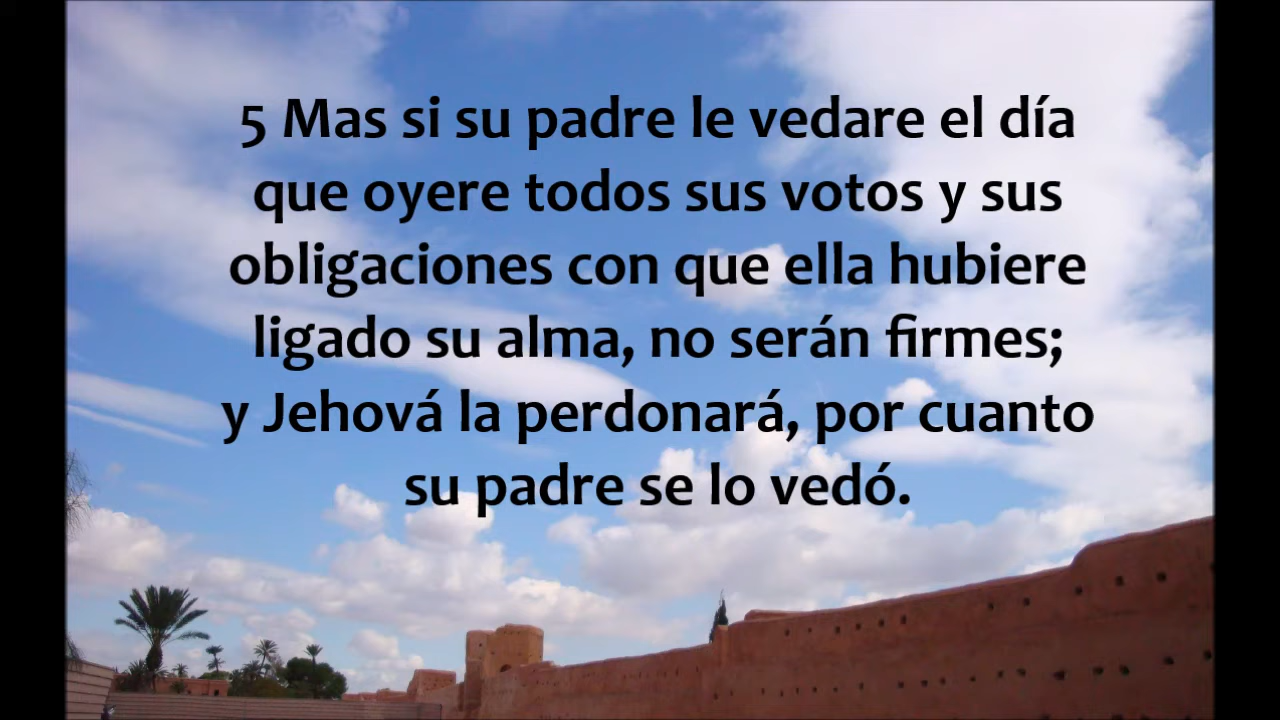 5 Mas si su padre le vedare el día
que oyere todos sus votos y sus
obligaciones con que ella hubiere
ligado su alma, no serán firmes;
y Jehová la perdonará, por cuanto
su padre se lo vedó.